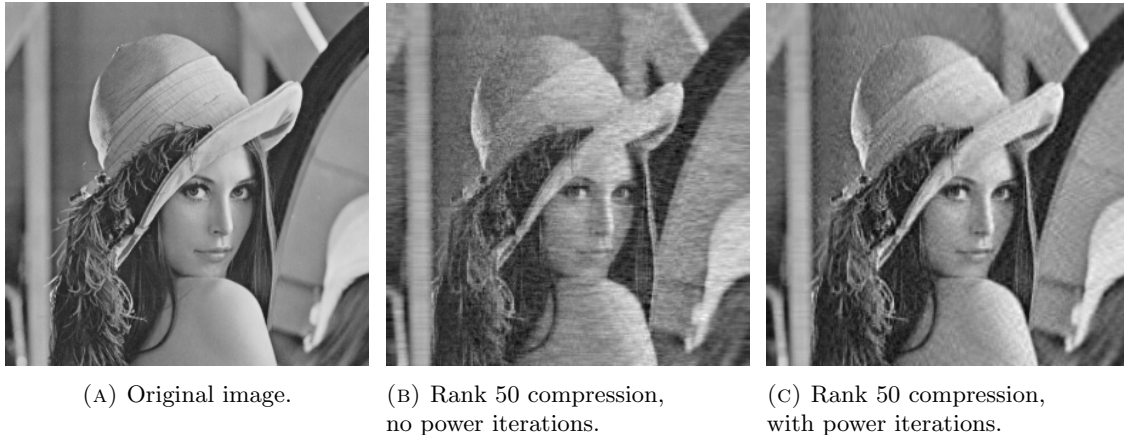 (A) Original image.
(B) Rank 50 compression,
no power iterations.
(C) Rank 50 compression,
with power iterations.